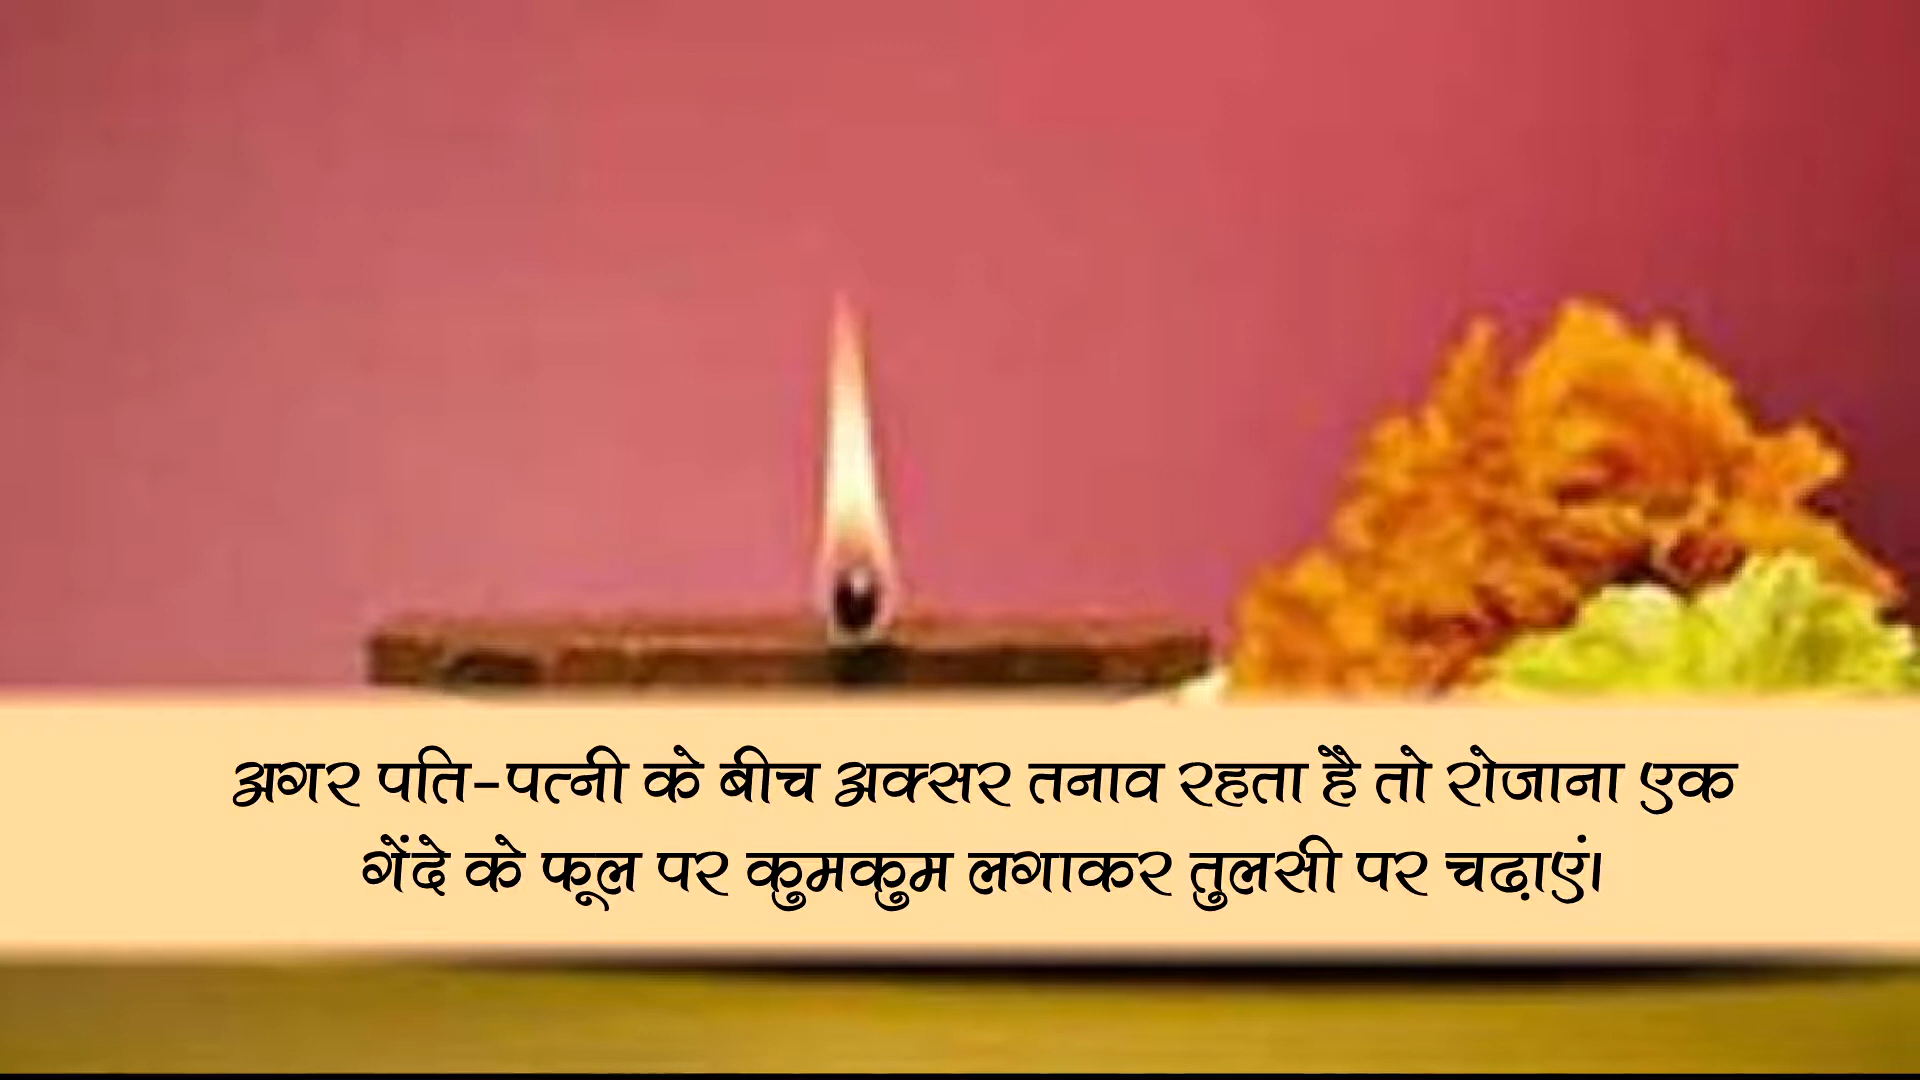 अगर पति-पत्नी के बीच अक्सर तनाव रहता है तो रोजाना एक
गेंदे के फूल पर कुमकुम लगाकर तुलसी पर चढ़ाएं।